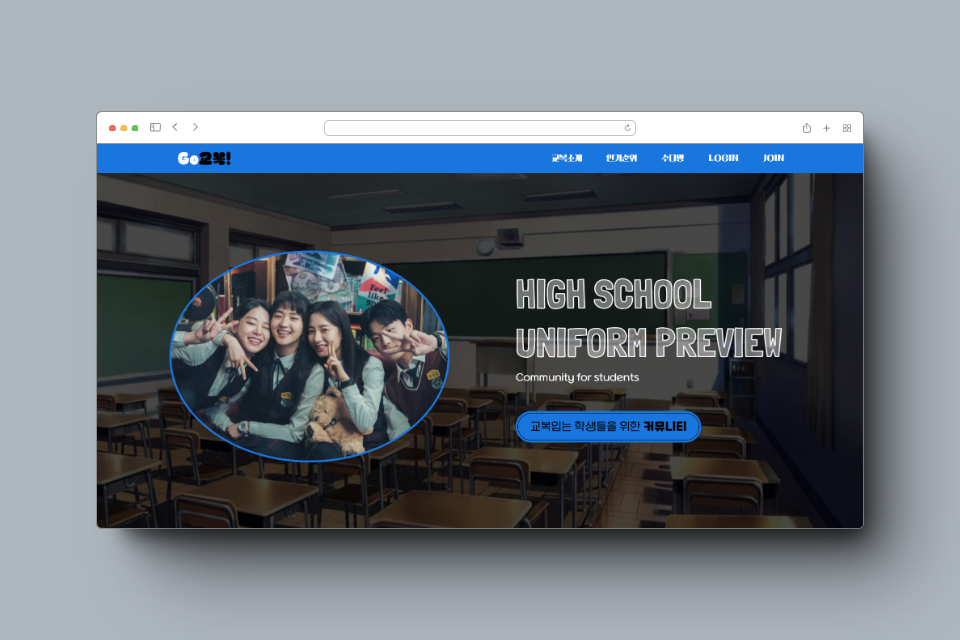 Go교복!
교복소개 인기순위 수다방 LOGIN JOIN
Feel-
like
HIGH SCHOOL
UNIFORM PREVIEW
Community for students
교복입는 학생들을 위한 커뮤니티